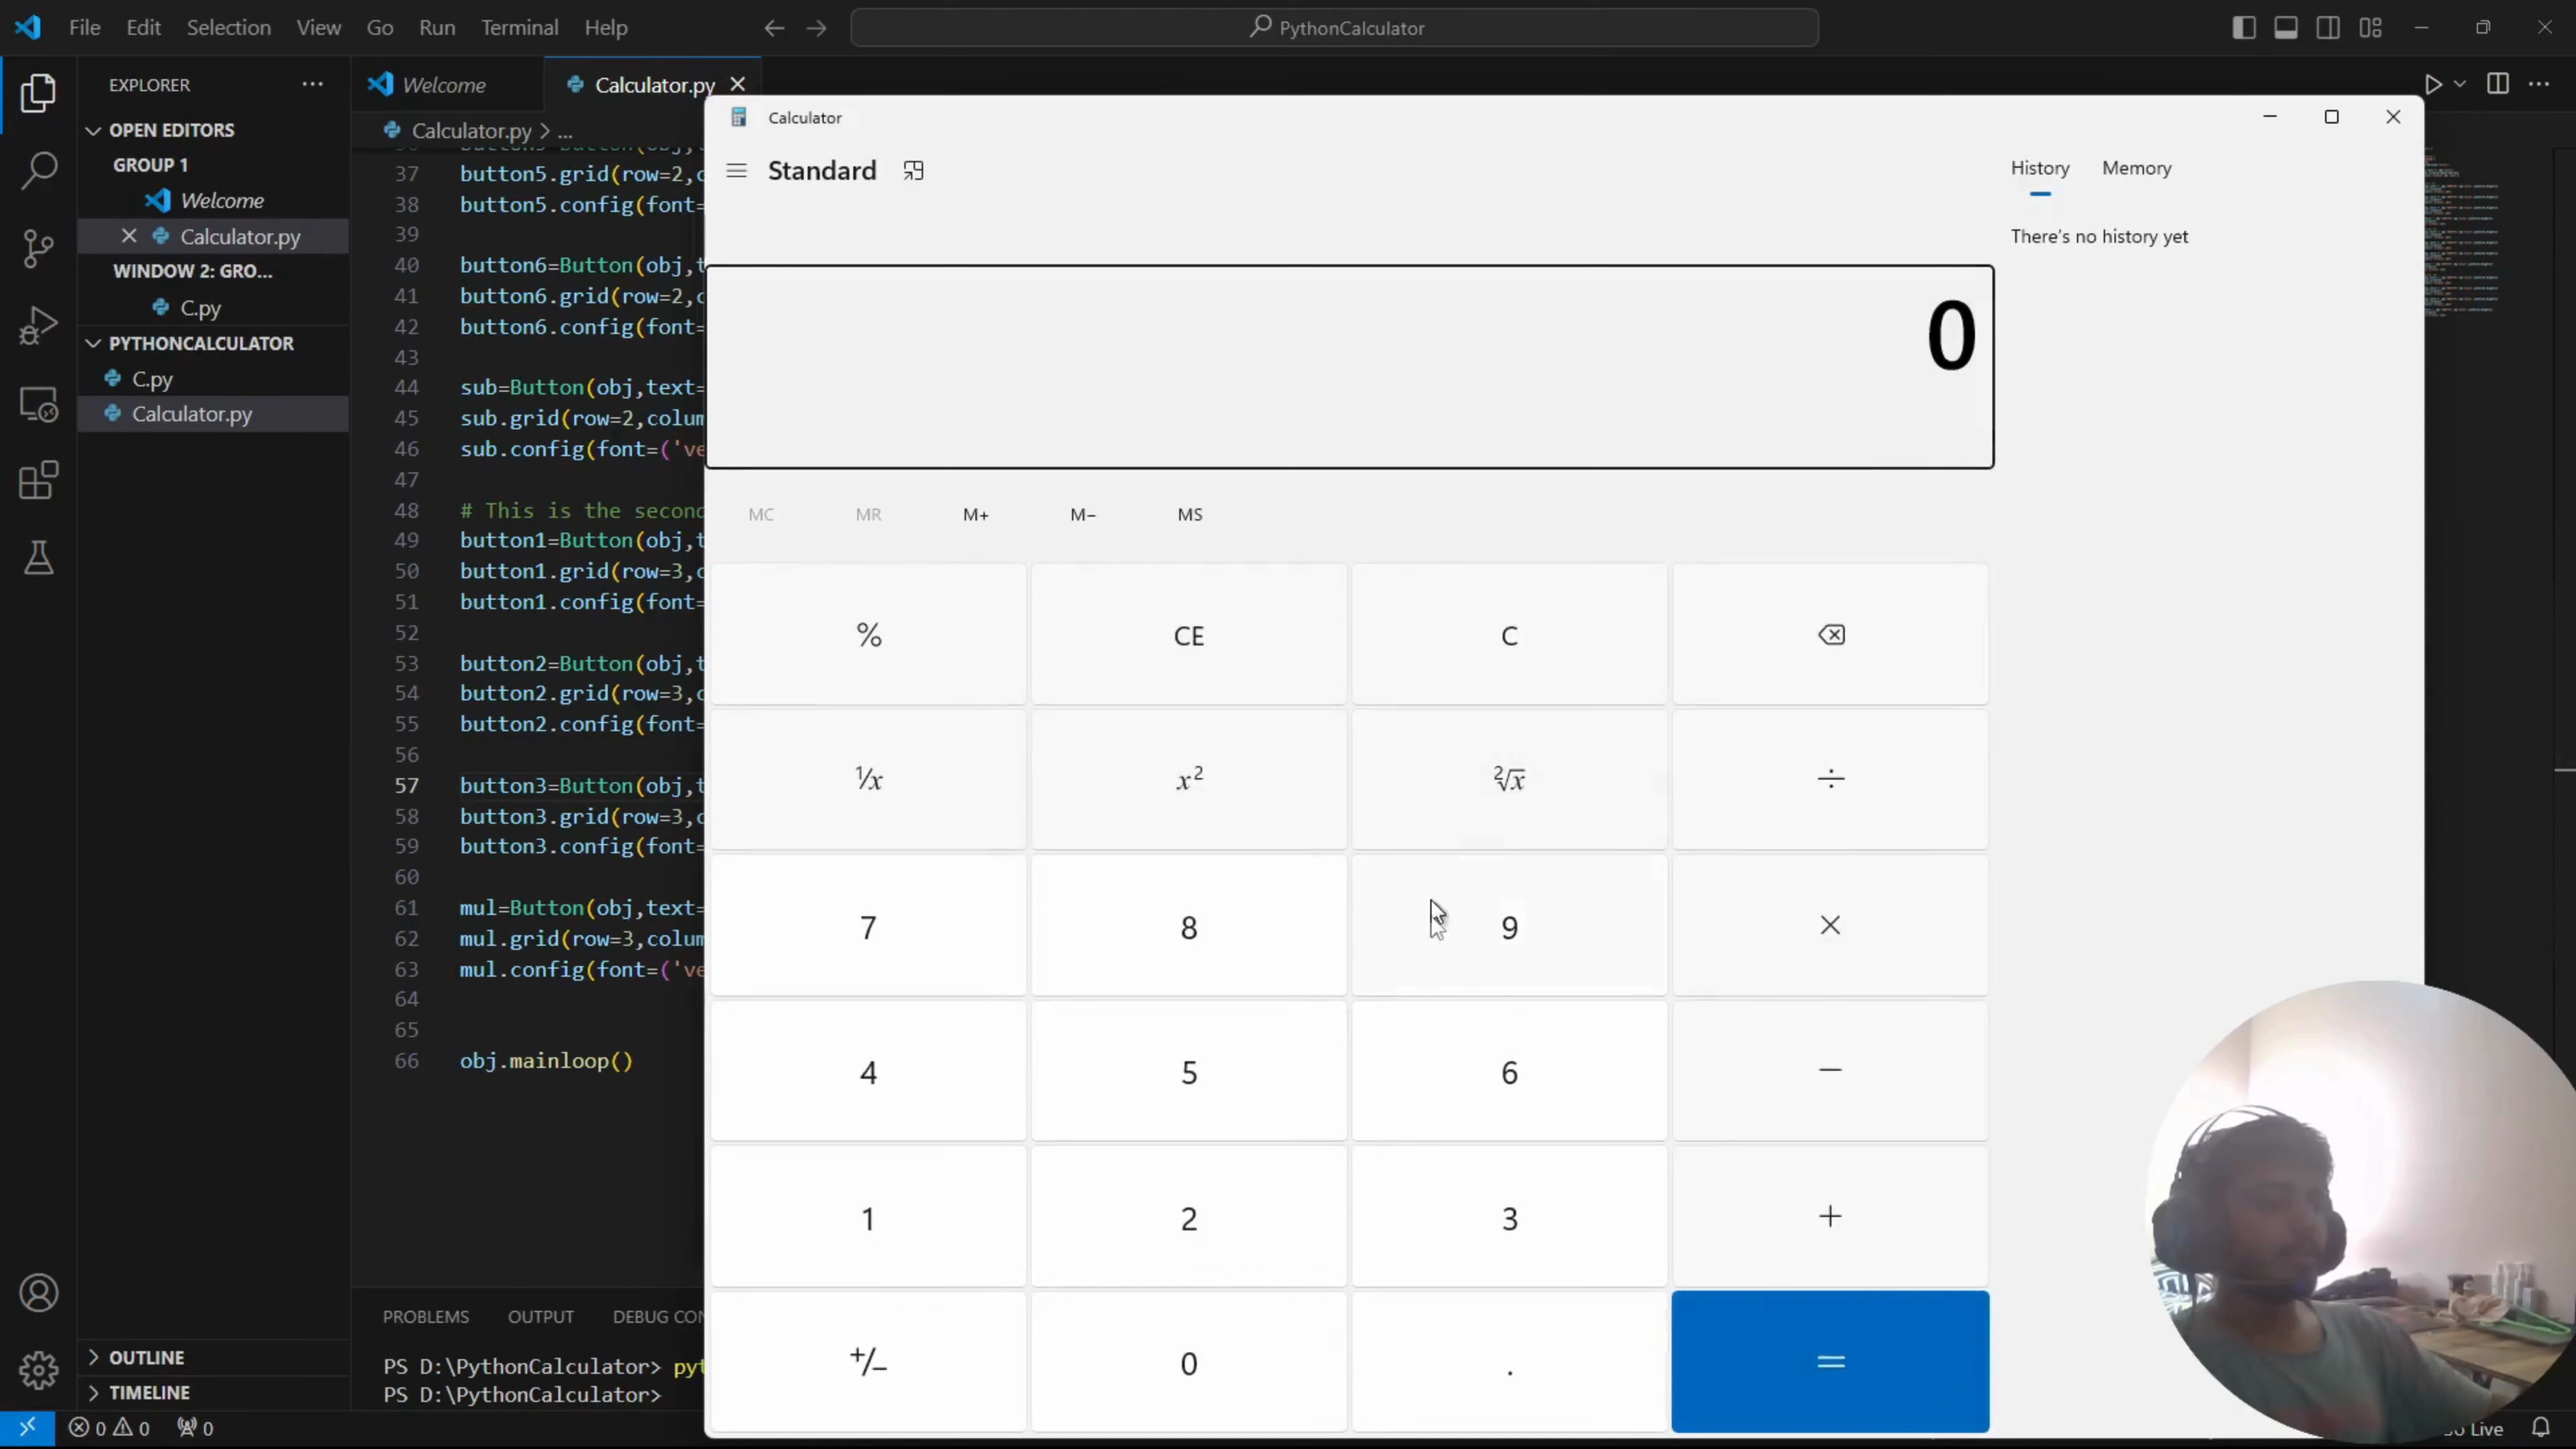 File Edit Selection View Go Run Terminal Help
PythonCalculator
EXPLORER
OPEN EDITORS
GROUP 1
Welcome
Calculator.py
WINDOW 2: GRO...
C.py
PYTHONCALCULATOR
C.py
Calculator.py
OUTLINE
TIMELINE
Welcome
Calculator.py
Calculator.py > ...
37 button5.grid(row=2,
38 button5.config(font=
39
40 button6=Button(obj,
41 button6.grid(row=2,
42 button6.config(font=
43
44 sub=Button(obj,text=
45 sub.grid(row=2,colum
46 sub.config(font=('ve
47
48 # This is the second
49 button1=Button(obj,
50 button1.grid(row=3,
51 button1.config(font=
52
53 button2=Button(obj,
54 button2.grid(row=3,
55 button2.config(font=
56
57 button3=Button(obj,
58 button3.grid(row=3,
59 button3.config(font=
60
61 mul=Button(obj,text=
62 mul.grid(row=3,colum
63 mul.config(font=('ve
64
65
66 obj.mainloop()
PROBLEMS OUTPUT DEBUG CON
PS D:\PythonCalculator> pyt
PS D:\PythonCalculator>
0 0 0
Calculator
Standard
History Memory
There's no history yet
0
MC MR M+ M− MS
% CE C
¹/x x² ²√x ÷
7 8 9 ×
4 5 6 −
1 2 3 +
+/− 0 . =
Live